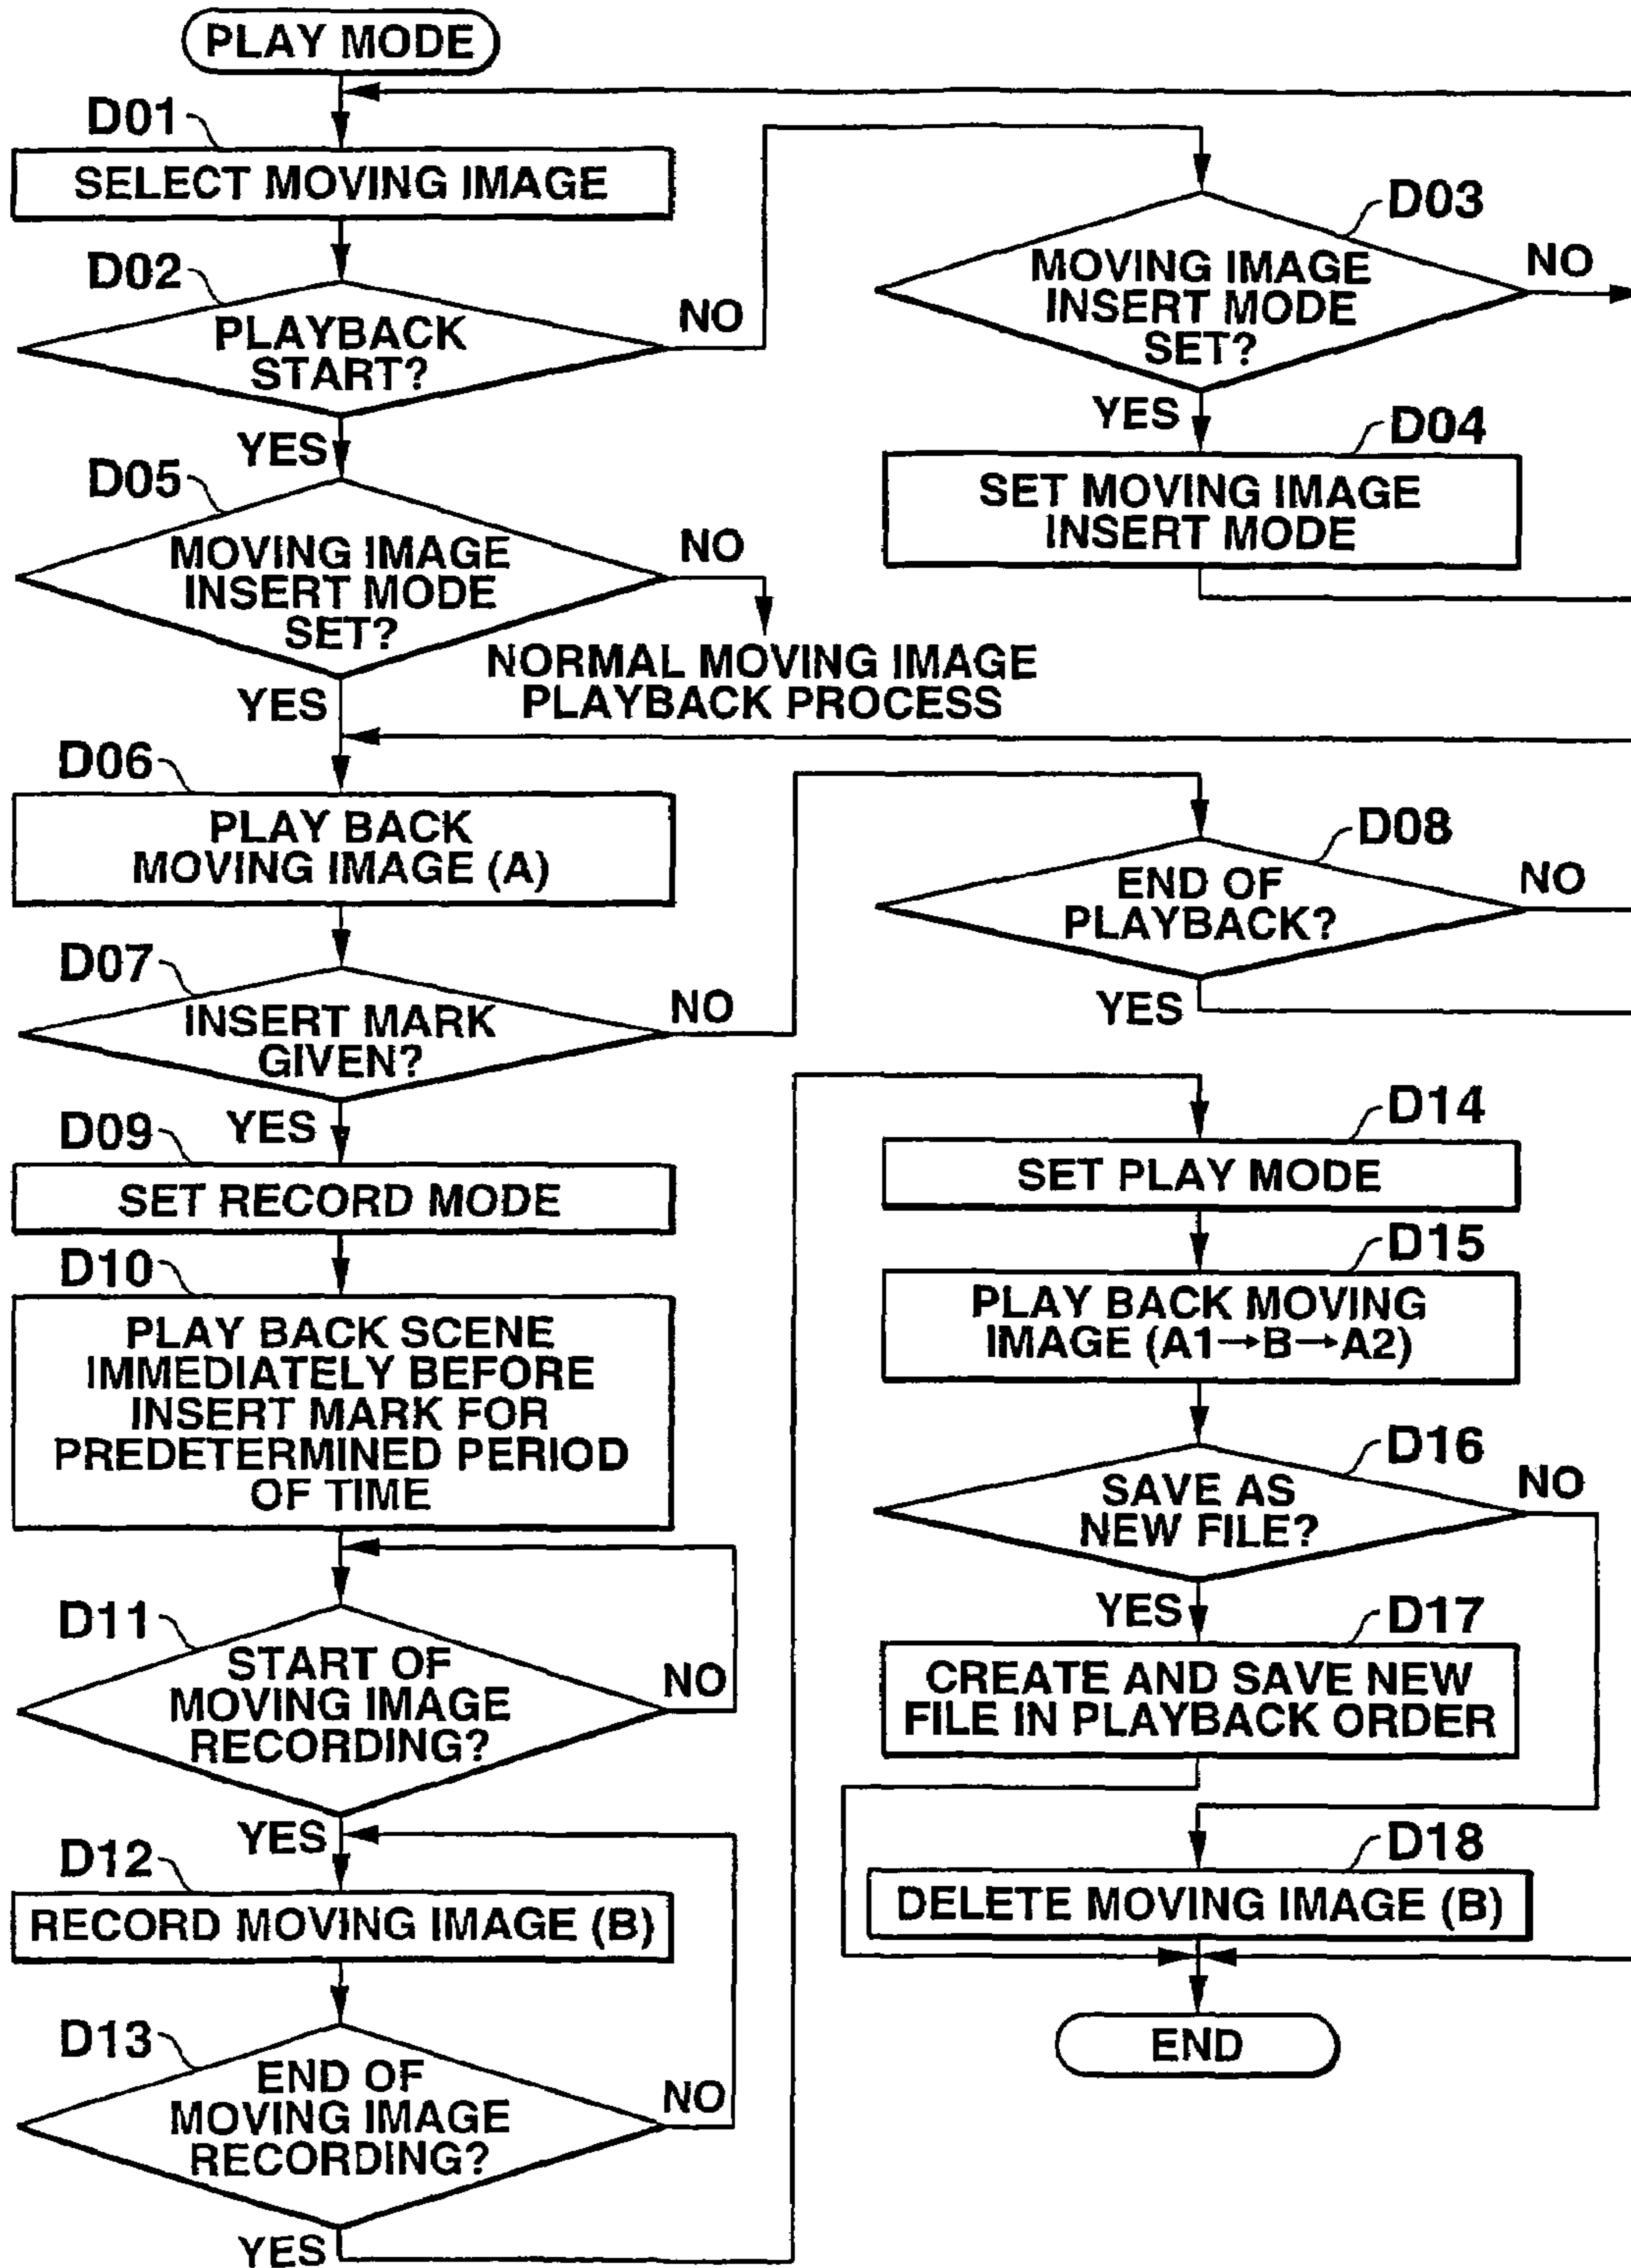 PLAY MODE
D01
SELECT MOVING IMAGE
D02
PLAYBACK
START?
NO
YES
D03
MOVING IMAGE
INSERT MODE
SET?
NO
YES
D04
SET MOVING IMAGE
INSERT MODE
D05
MOVING IMAGE
INSERT MODE
SET?
NO
NORMAL MOVING IMAGE
PLAYBACK PROCESS
YES
D06
PLAY BACK
MOVING IMAGE (A)
D07
INSERT MARK
GIVEN?
NO
YES
D08
END OF
PLAYBACK?
NO
YES
D09
SET RECORD MODE
D10
PLAY BACK SCENE
IMMEDIATELY BEFORE
INSERT MARK FOR
PREDETERMINED PERIOD
OF TIME
D11
START OF
MOVING IMAGE
RECORDING?
NO
YES
D12
RECORD MOVING IMAGE (B)
D13
END OF
MOVING IMAGE
RECORDING?
NO
YES
D14
SET PLAY MODE
D15
PLAY BACK MOVING
IMAGE (A1→B→A2)
D16
SAVE AS
NEW FILE?
NO
YES
D17
CREATE AND SAVE NEW
FILE IN PLAYBACK ORDER
D18
DELETE MOVING IMAGE (B)
END